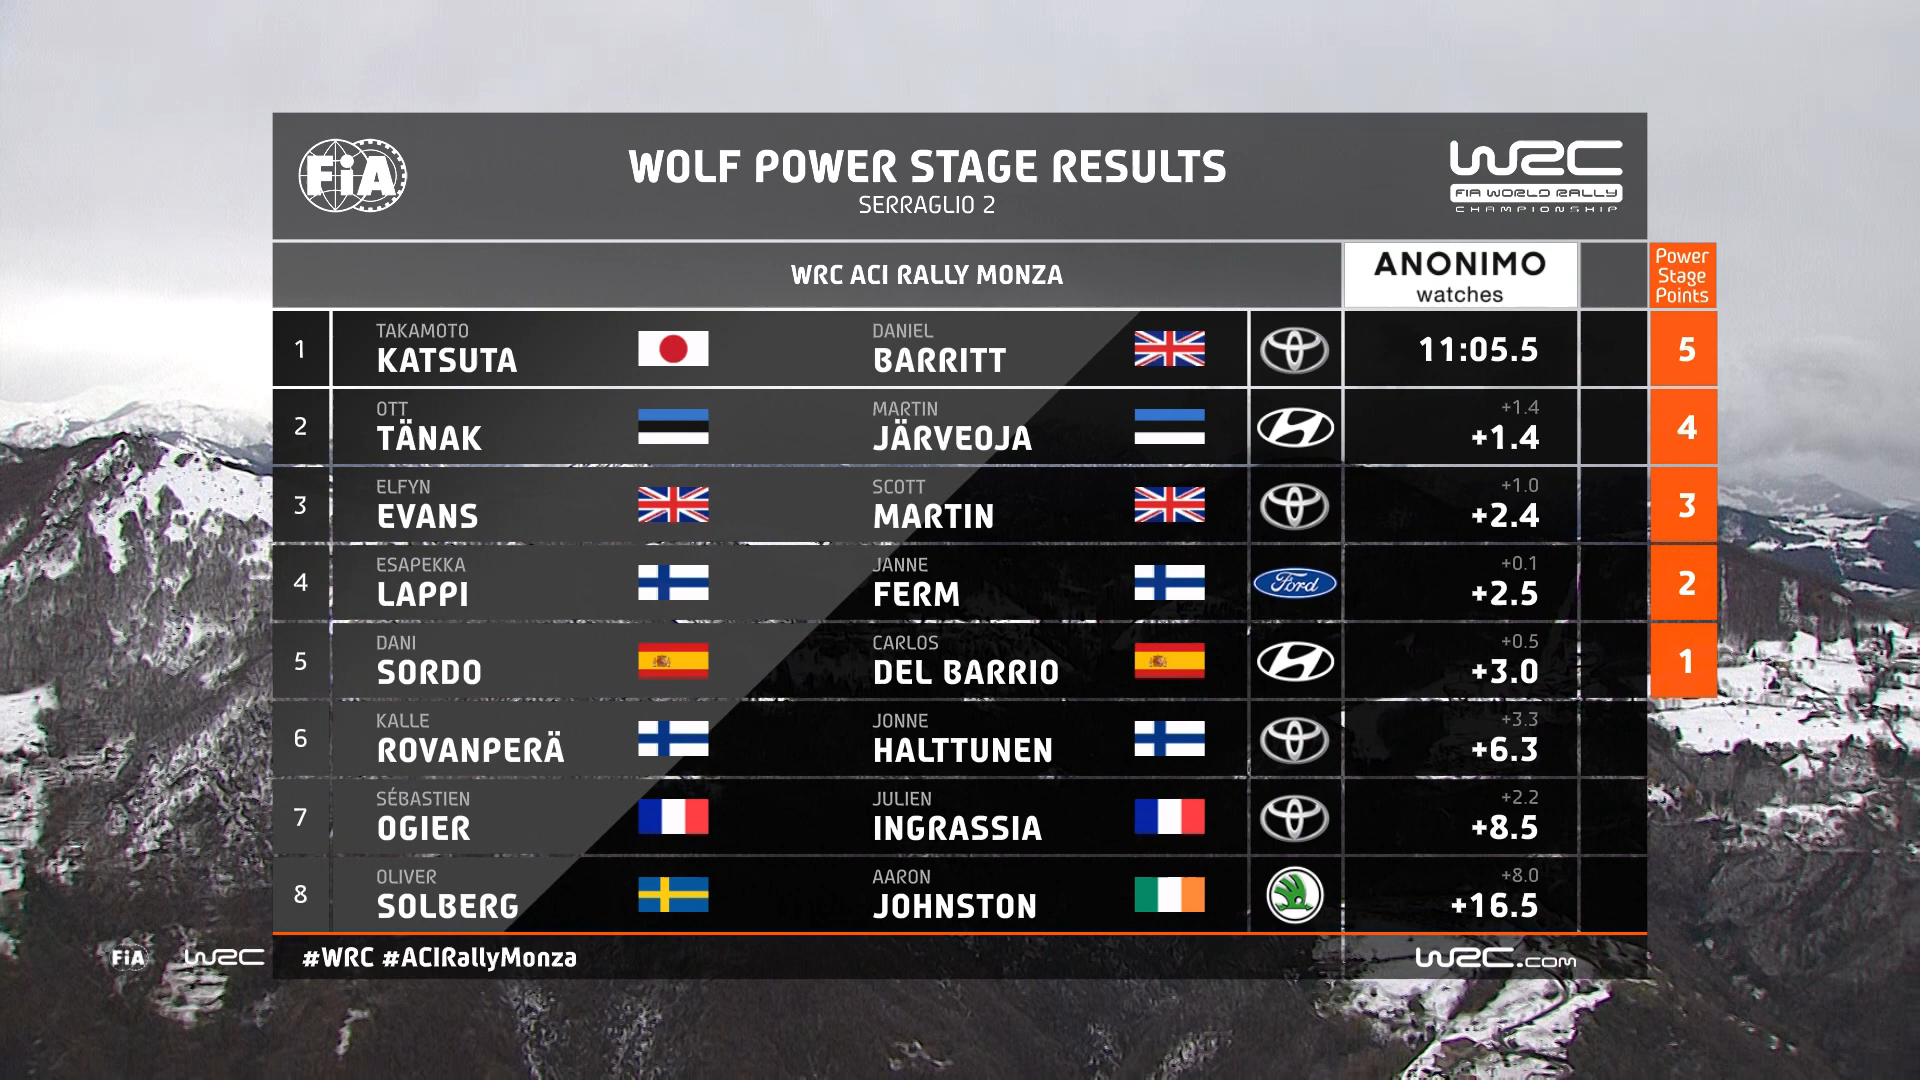 FiA
WOLF POWER STAGE RESULTS
SERRAGLIO 2
WRC
FIA WORLD RALLY
CHAMPIONSHIP
WRC ACI RALLY MONZA
ANONIMO
watches
Power
Stage
Points
1 TAKAMOTO KATSUTA DANIEL BARRITT 11:05.5 5
2 OTT TÄNAK MARTIN JÄRVEOJA +1.4 +1.4 4
3 ELFYN EVANS SCOTT MARTIN +1.0 +2.4 3
4 ESAPEKKA LAPPI JANNE FERM Ford +0.1 +2.5 2
5 DANI SORDO CARLOS DEL BARRIO +0.5 +3.0 1
6 KALLE ROVANPERÄ JONNE HALTTUNEN +3.3 +6.3
7 SÉBASTIEN OGIER JULIEN INGRASSIA +2.2 +8.5
8 OLIVER SOLBERG AARON JOHNSTON +8.0 +16.5
FiA WRC #WRC #ACIRallyMonza WRC.COM